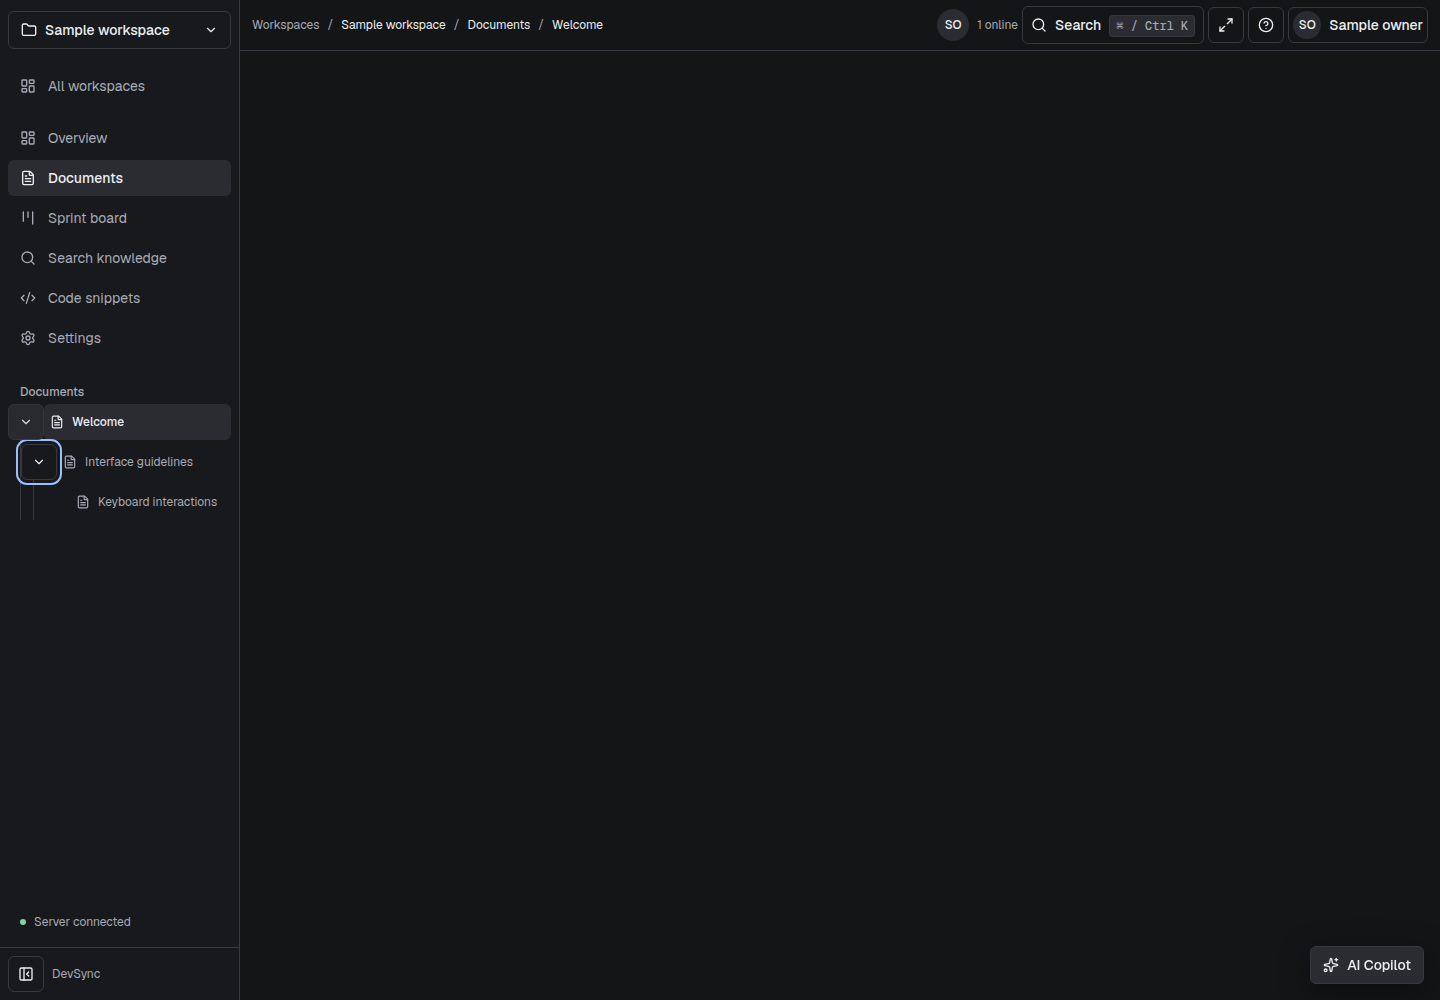 Sample workspace
All workspaces
Overview
Documents
Sprint board
Search knowledge
Code snippets
Settings
Documents
Welcome
Interface guidelines
Keyboard interactions
Server connected
DevSync
Workspaces / Sample workspace / Documents / Welcome
SO 1 online
Search ⌘ / Ctrl K
SO Sample owner
AI Copilot